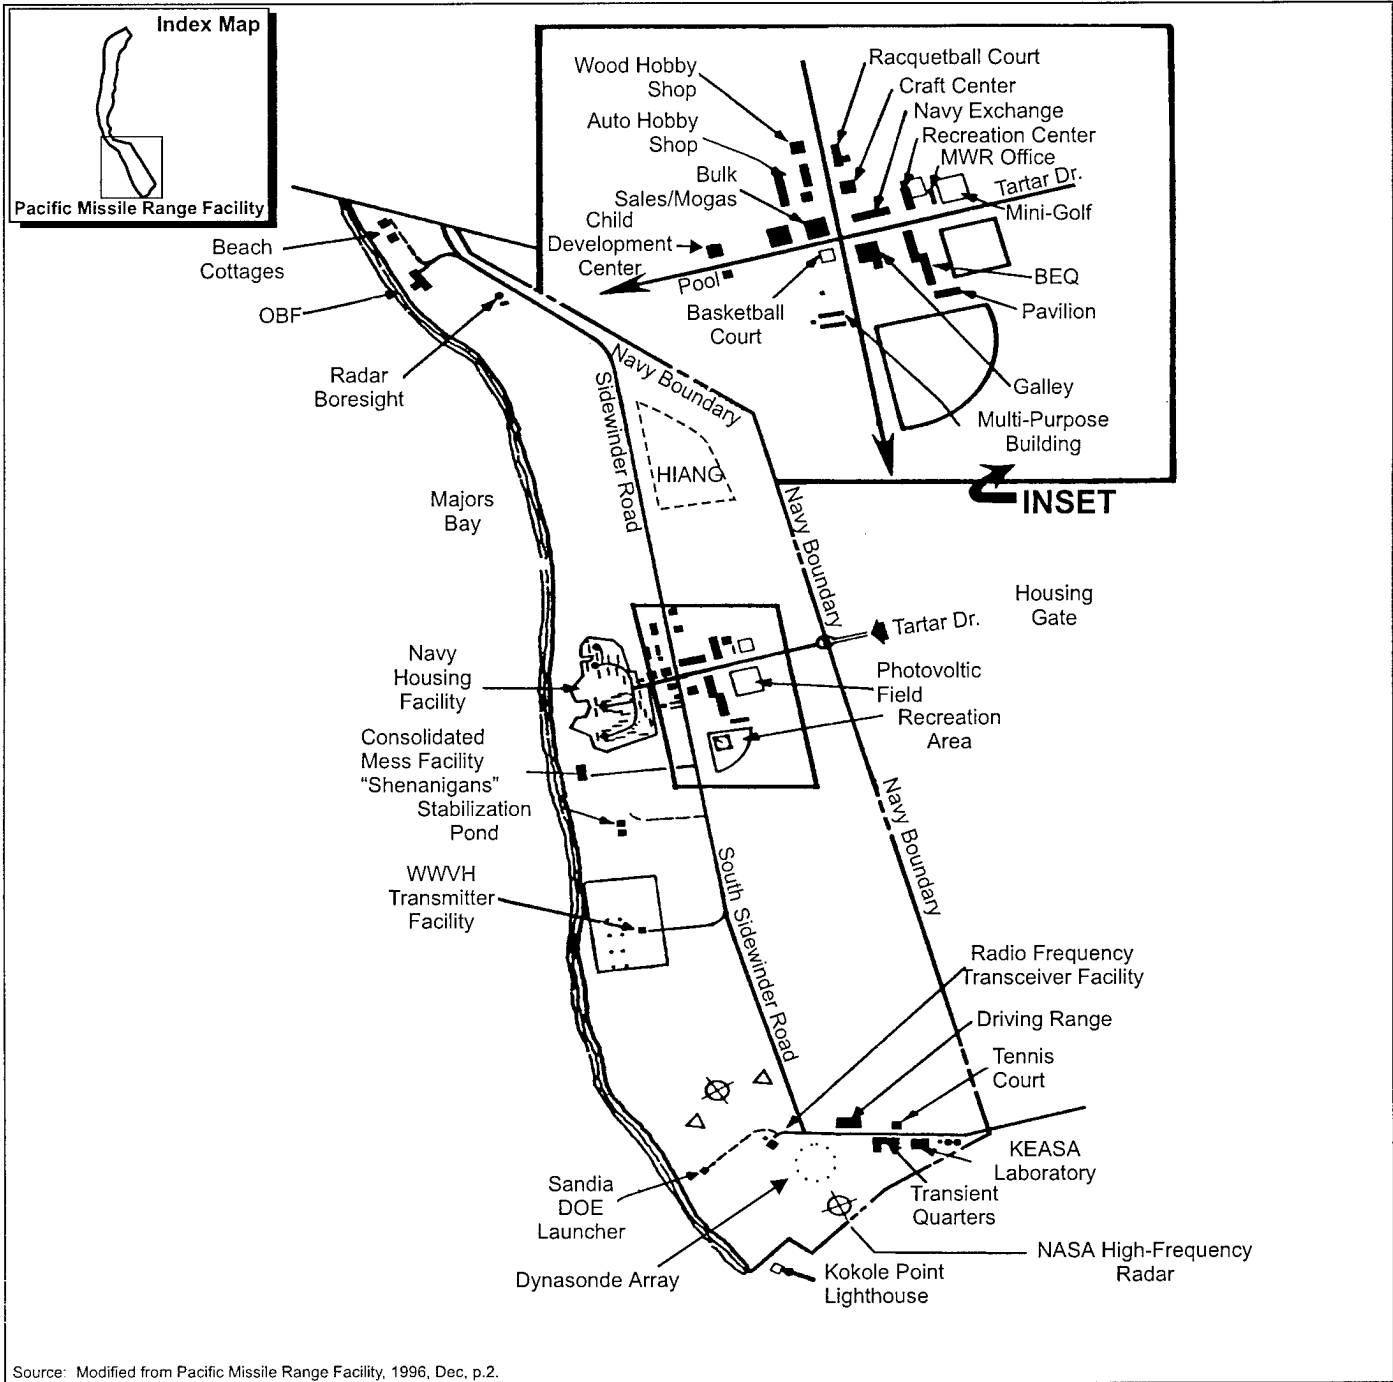 Index Map
Pacific Missile Range Facility
Wood Hobby
Shop
Auto Hobby
Shop
Bulk
Sales/Mogas
Child
Development
Center
Pool
Basketball
Court
Racquetball Court
Craft Center
Navy Exchange
Recreation Center
MWR Office
Tartar Dr.
Mini-Golf
BEQ
Pavilion
Galley
Multi-Purpose
Building
INSET
Beach
Cottages
OBF
Radar
Boresight
Navy Boundary
Sidewinder Road
HIANG
Majors
Bay
Navy Boundary
Housing
Gate
Tartar Dr.
Navy
Housing
Facility
Photovoltic
Field
Recreation
Area
Consolidated
Mess Facility
“Shenanigans”
Stabilization
Pond
Navy Boundary
WWVH
Transmitter
Facility
South Sidewinder Road
Radio Frequency
Transceiver Facility
Driving Range
Tennis
Court
KEASA
Laboratory
Transient
Quarters
Sandia
DOE
Launcher
Dynasonde Array
NASA High-Frequency
Radar
Kokole Point
Lighthouse
Source: Modified from Pacific Missile Range Facility, 1996, Dec, p.2.